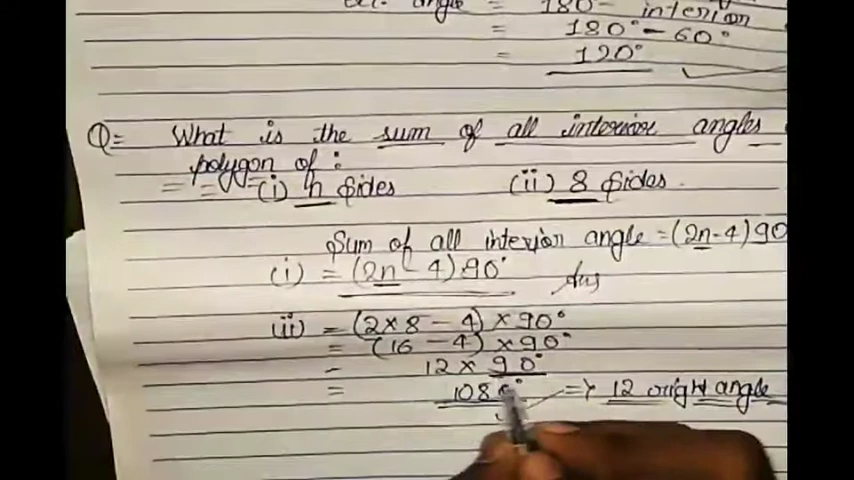 angle = 180° - interior
= 180° - 60°
= 120°
Q= What is the sum of all interior angles
polygon of :
(i) n sides (ii) 8 sides.
Sum of all interior angle = (2n-4)90
(i) = (2n - 4) 90° Ans
(ii) = (2×8 - 4) × 90°
= (16 - 4) × 90°
= 12 × 90°
= 1080° => 12 right angle